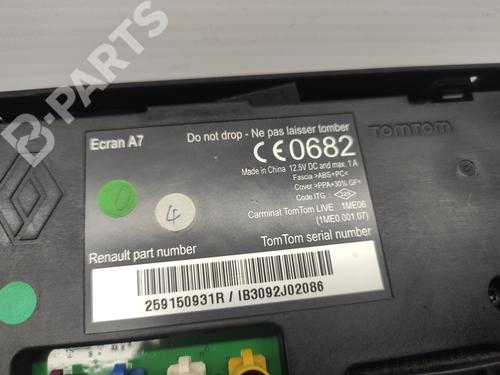 B-PARTS
Ecran A7
Do not drop - Ne pas laisser tomber
CE0682
Made in China 12.5V DC and max. 1 A
Fascia >ABS+PC<
Cover >PPA+30% GF<
Code ITG :
Carminat TomTom LIVE 1ME06
(1ME0.001.07)
TOMTOM
0
4
Renault part number
TomTom serial number
259150931R / IB3092J02086